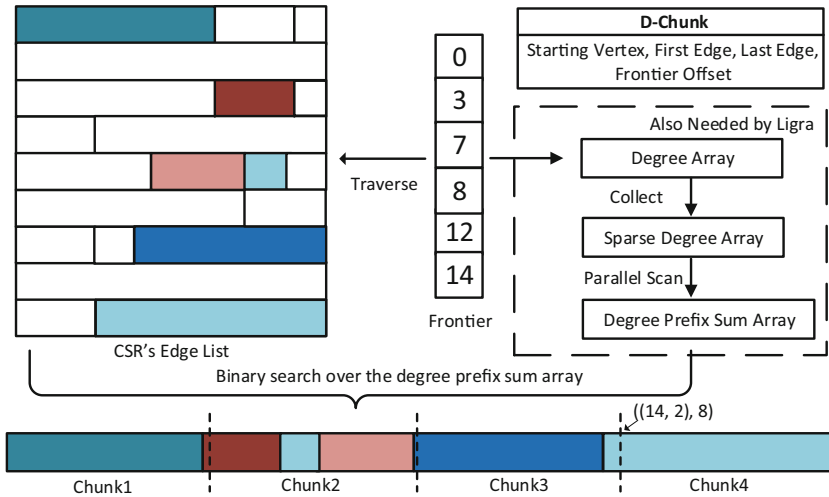 D-Chunk
Starting Vertex, First Edge, Last Edge,
Frontier Offset
0
3
7
8
12
14
Frontier
Traverse
Also Needed by Ligra
Degree Array
Collect
Sparse Degree Array
Parallel Scan
Degree Prefix Sum Array
CSR's Edge List
Binary search over the degree prefix sum array
((14, 2), 8)
Chunk1
Chunk2
Chunk3
Chunk4